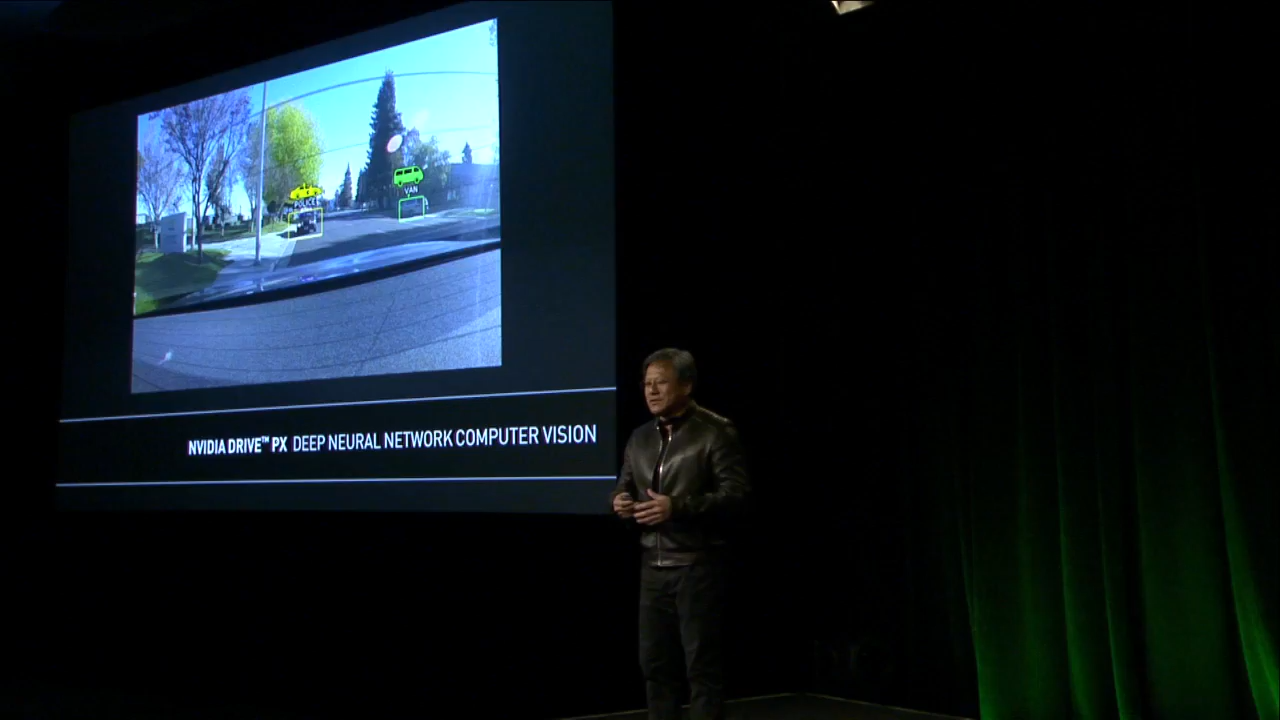 POLICE
VAN
NVIDIA DRIVE™ PX DEEP NEURAL NETWORK COMPUTER VISION